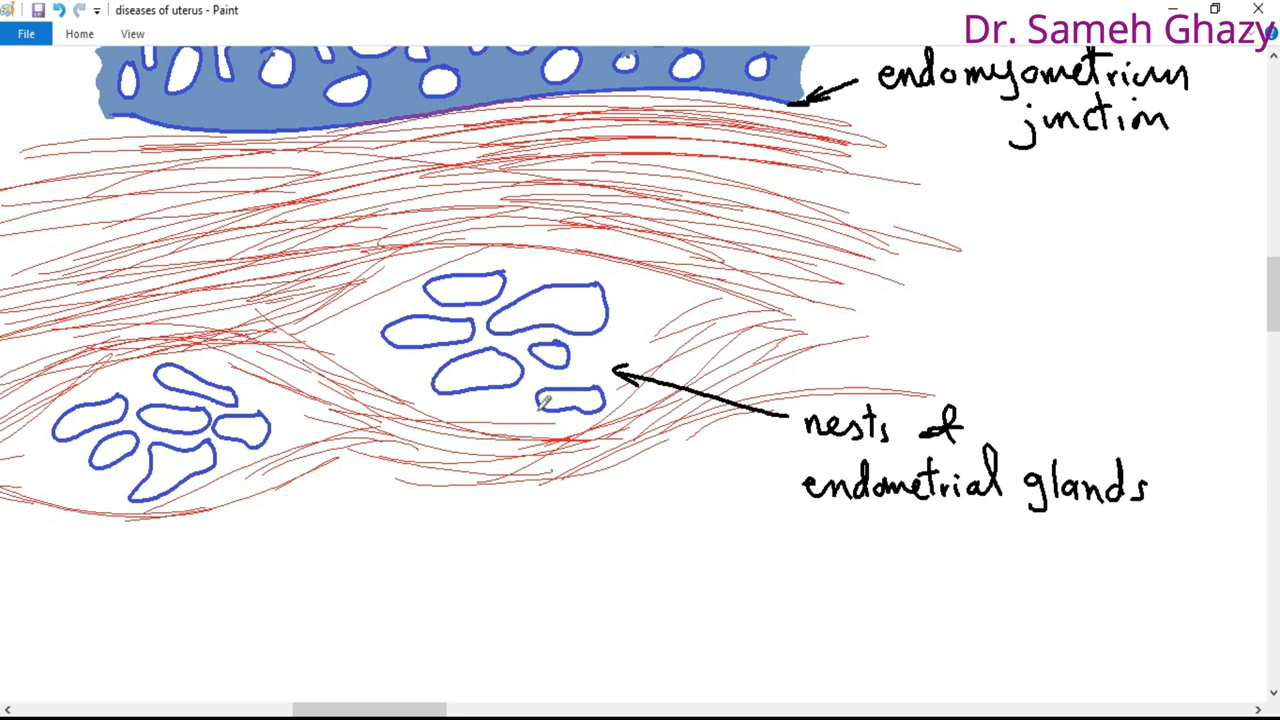 diseases of uterus - Paint
File Home View
Dr. Sameh Ghazy
endomyometrium
junction
nests of
endometrial glands